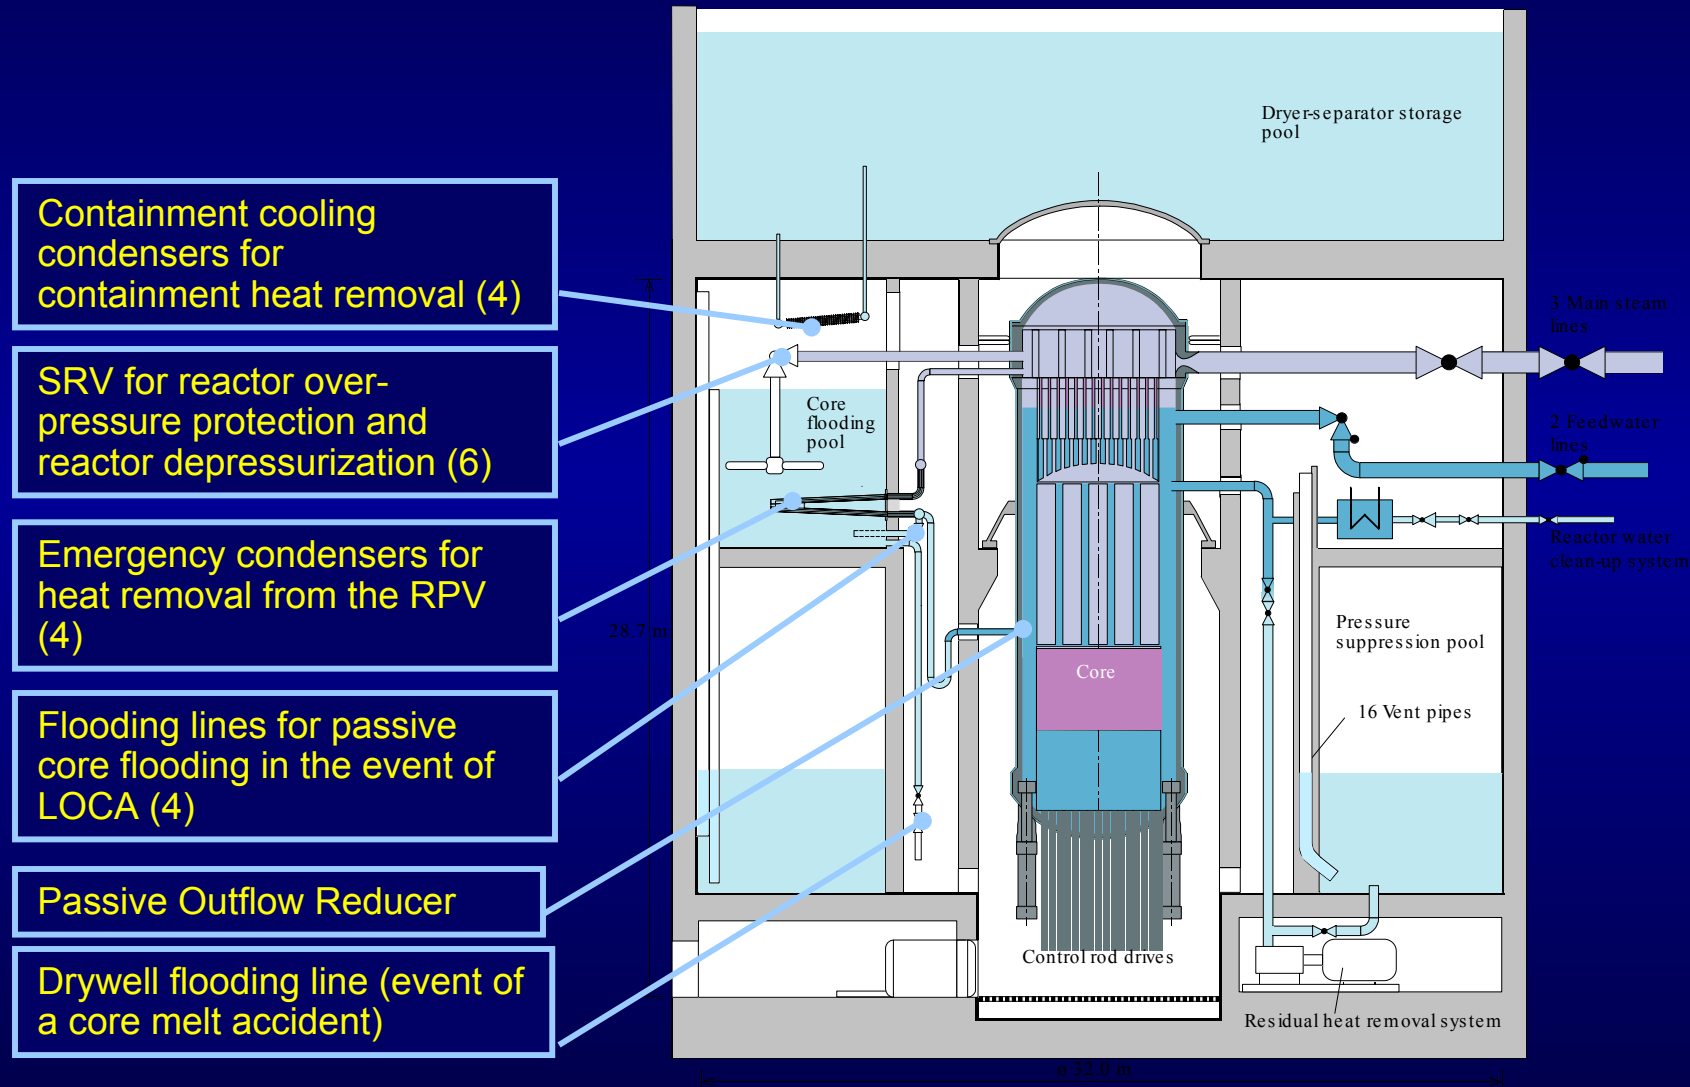 Containment cooling
condensers for
containment heat removal (4)
SRV for reactor over-
pressure protection and
reactor depressurization (6)
Emergency condensers for
heat removal from the RPV
(4)
Flooding lines for passive
core flooding in the event of
LOCA (4)
Passive Outflow Reducer
Drywell flooding line (event of
a core melt accident)
Dryer-separator storage
pool
3 Main steam
lines
Core
flooding
pool
2 Feedwater
lines
Reactor water
clean-up system
28.7 m
Pressure
suppression pool
Core
16 Vent pipes
Control rod drives
Residual heat removal system
ø 32.0 m